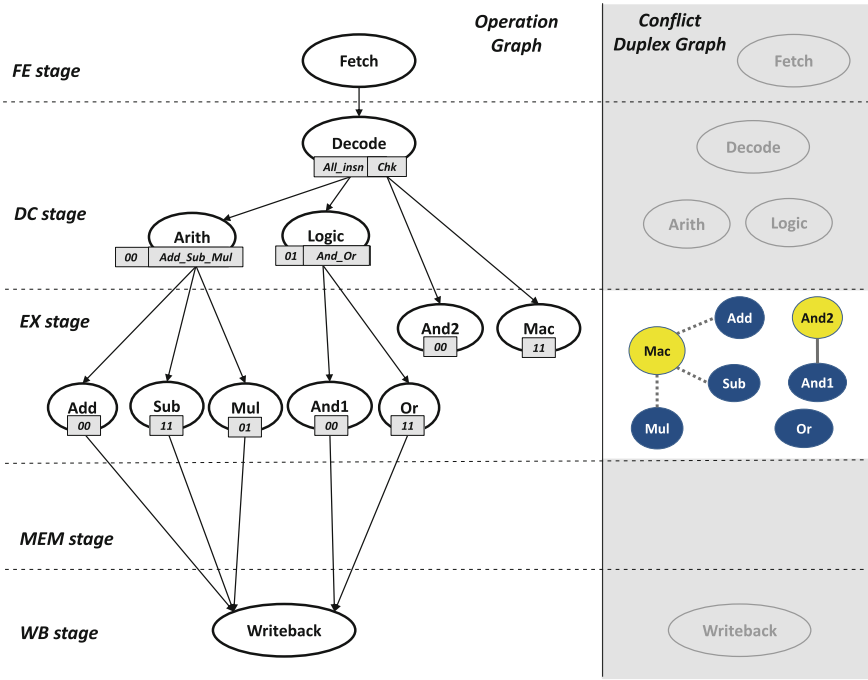 Operation
Graph
Conflict
Duplex Graph
FE stage
Fetch
Fetch
Decode
All_insn Chk
Decode
DC stage
Arith
00 Add_Sub_Mul
Logic
01 And_Or
Arith
Logic
EX stage
And2
00
Mac
11
Add
And2
Mac
Sub
And1
Mul
Or
Add
00
Sub
11
Mul
01
And1
00
Or
11
MEM stage
WB stage
Writeback
Writeback